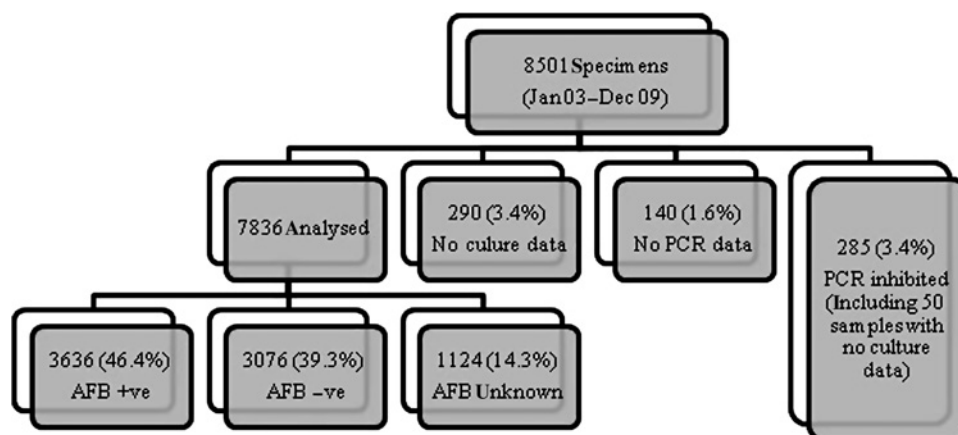 8501 Specimens
(Jan 03–Dec 09)
7836 Analysed
290 (3.4%)
No culure data
140 (1.6%)
No PCR data
285 (3.4%)
PCR inhibited
(Including 50
samples with
no culture
data)
3636 (46.4%)
AFB +ve
3076 (39.3%)
AFB –ve
1124 (14.3%)
AFB Unknown